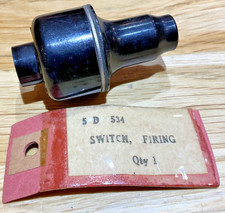 5 D 534
SWITCH, FIRING
Qty 1